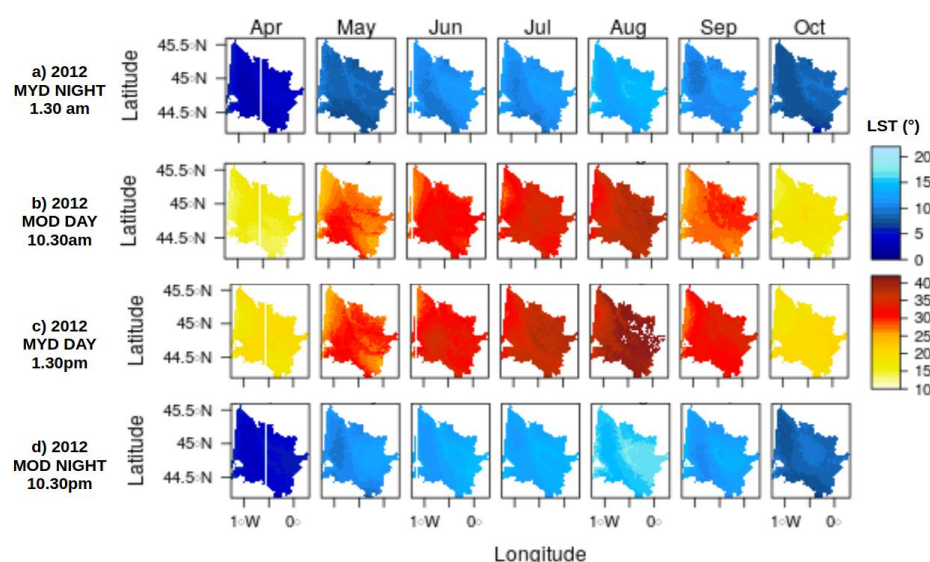 Apr May Jun Jul Aug Sep Oct
a) 2012
MYD NIGHT
1.30 am
Latitude
45.5◦N
45◦N
44.5◦N
LST (°)
20
15
10
5
0
b) 2012
MOD DAY
10.30am
Latitude
45.5◦N
45◦N
44.5◦N
c) 2012
MYD DAY
1.30pm
Latitude
45.5◦N
45◦N
44.5◦N
40
35
30
25
20
15
10
d) 2012
MOD NIGHT
10.30pm
Latitude
45.5◦N
45◦N
44.5◦N
1◦W 0◦ 1◦W 0◦ 1◦W 0◦ 1◦W 0◦
Longitude